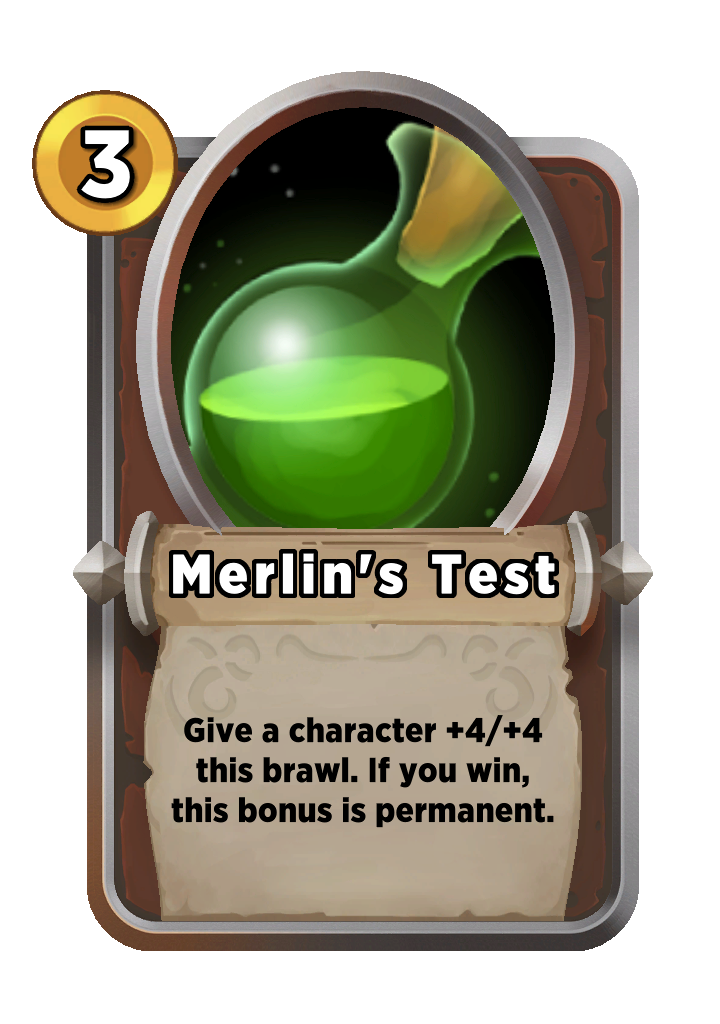 3
Merlin's Test
Give a character +4/+4
this brawl. If you win,
this bonus is permanent.